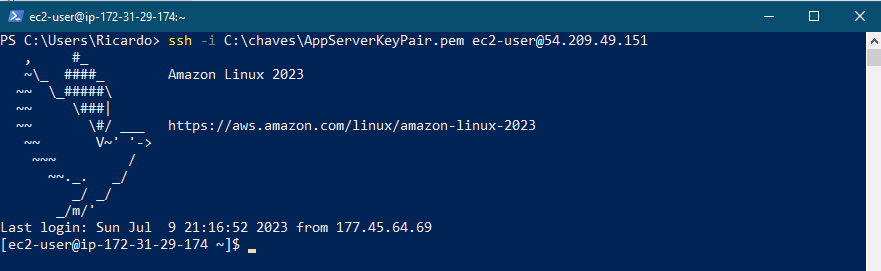 ec2-user@ip-172-31-29-174:~
PS C:\Users\Ricardo> ssh -i C:\chaves\AppServerKeyPair.pem ec2-user@54.209.49.151
   ,     #_
   ~\_  ####_        Amazon Linux 2023
  ~~  \_#####\
  ~~     \###|
  ~~       \#/ ___   https://aws.amazon.com/linux/amazon-linux-2023
   ~~       V~' '->
    ~~~         /
      ~~._.   _/
         _/ _/
       _/m/'
Last login: Sun Jul  9 21:16:52 2023 from 177.45.64.69
[ec2-user@ip-172-31-29-174 ~]$